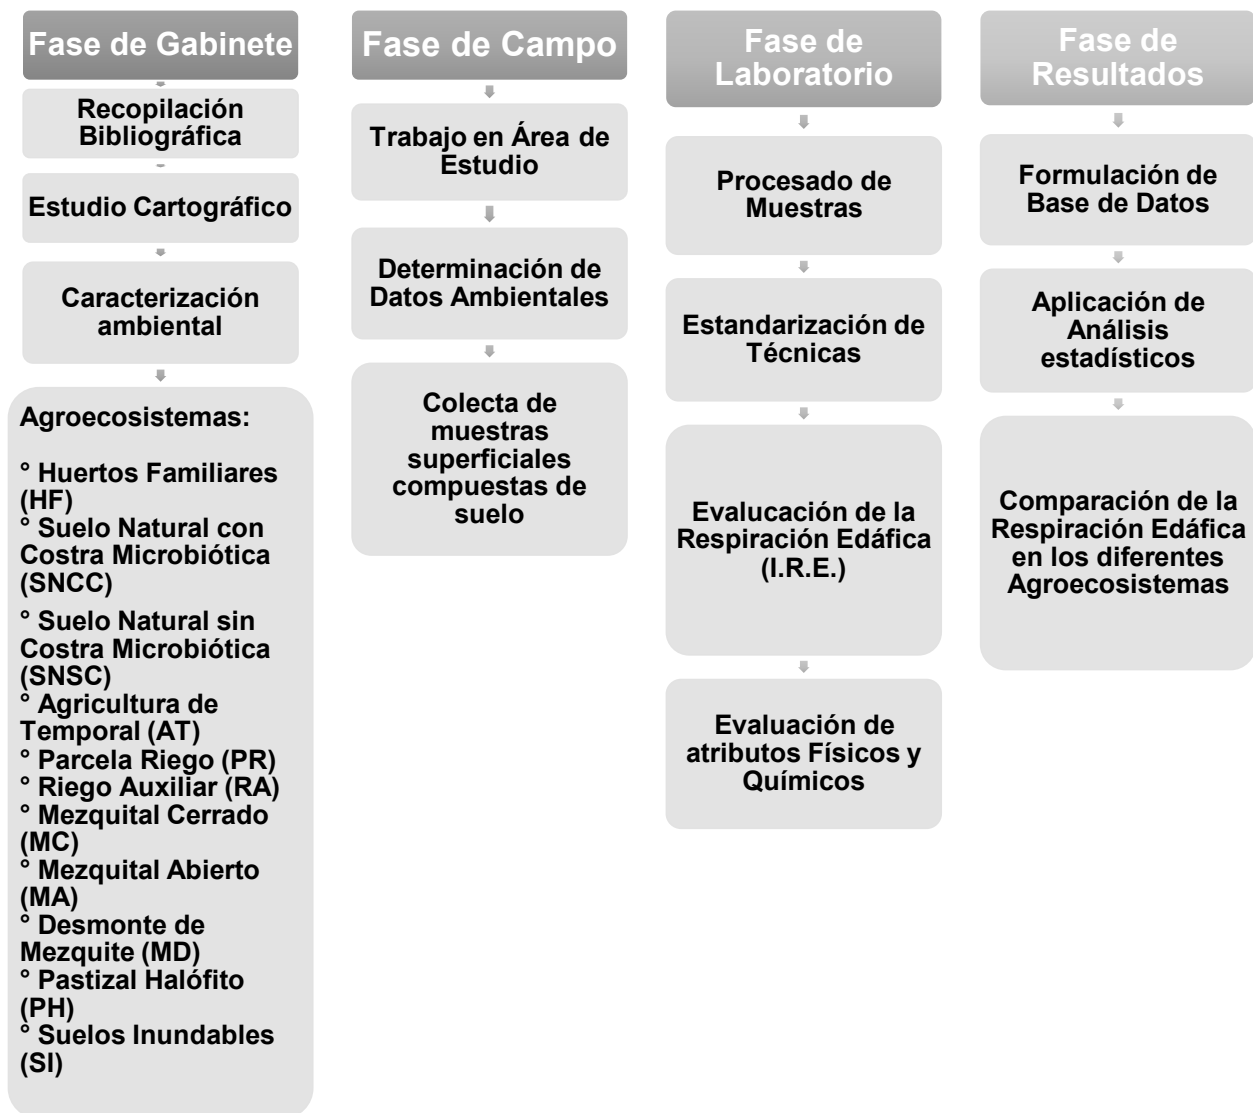 Fase de Gabinete
Recopilación
Bibliográfica
Estudio Cartográfico
Caracterización
ambiental
Agroecosistemas:
° Huertos Familiares
(HF)
° Suelo Natural con
Costra Microbiótica
(SNCC)
° Suelo Natural sin
Costra Microbiótica
(SNSC)
° Agricultura de
Temporal (AT)
° Parcela Riego (PR)
° Riego Auxiliar (RA)
° Mezquital Cerrado
(MC)
° Mezquital Abierto
(MA)
° Desmonte de
Mezquite (MD)
° Pastizal Halófito
(PH)
° Suelos Inundables
(SI)
Fase de Campo
Trabajo en Área de
Estudio
Determinación de
Datos Ambientales
Colecta de
muestras
superficiales
compuestas de
suelo
Fase de
Laboratorio
Procesado de
Muestras
Estandarización de
Técnicas
Evalucación de la
Respiración Edáfica
(I.R.E.)
Evaluación de
atributos Físicos y
Químicos
Fase de
Resultados
Formulación de
Base de Datos
Aplicación de
Análisis
estadísticos
Comparación de la
Respiración Edáfica
en los diferentes
Agroecosistemas